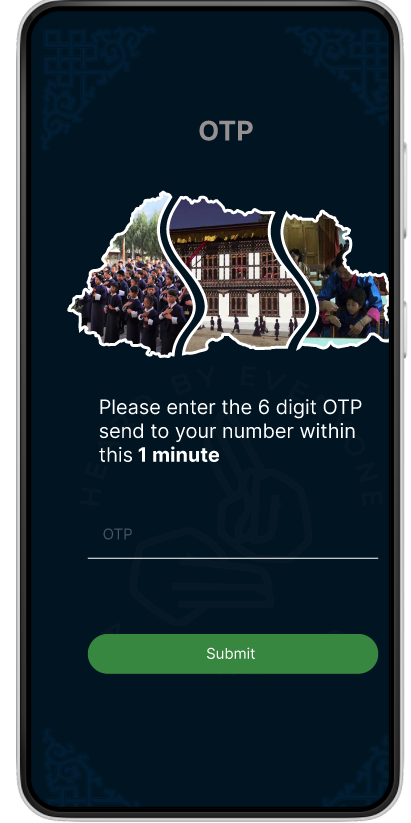 OTP
Please enter the 6 digit OTP
send to your number within
this 1 minute
OTP
Submit